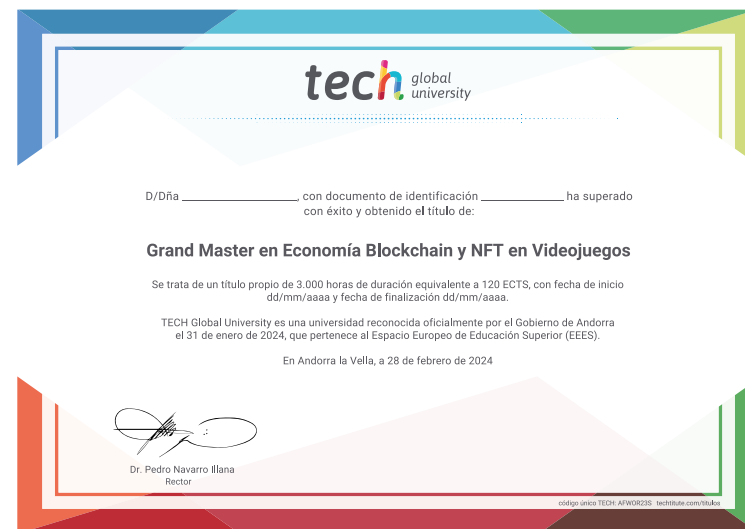 tech global university
D/Dña ____________________, con documento de identificación ______________ ha superado
con éxito y obtenido el título de:
Grand Master en Economía Blockchain y NFT en Videojuegos
Se trata de un título propio de 3.000 horas de duración equivalente a 120 ECTS, con fecha de inicio
dd/mm/aaaa y fecha de finalización dd/mm/aaaa.
TECH Global University es una universidad reconocida oficialmente por el Gobierno de Andorra
el 31 de enero de 2024, que pertenece al Espacio Europeo de Educación Superior (EEES).
En Andorra la Vella, a 28 de febrero de 2024
Dr. Pedro Navarro Illana
Rector
código único TECH: AFWOR23S techtitute.com/titulos